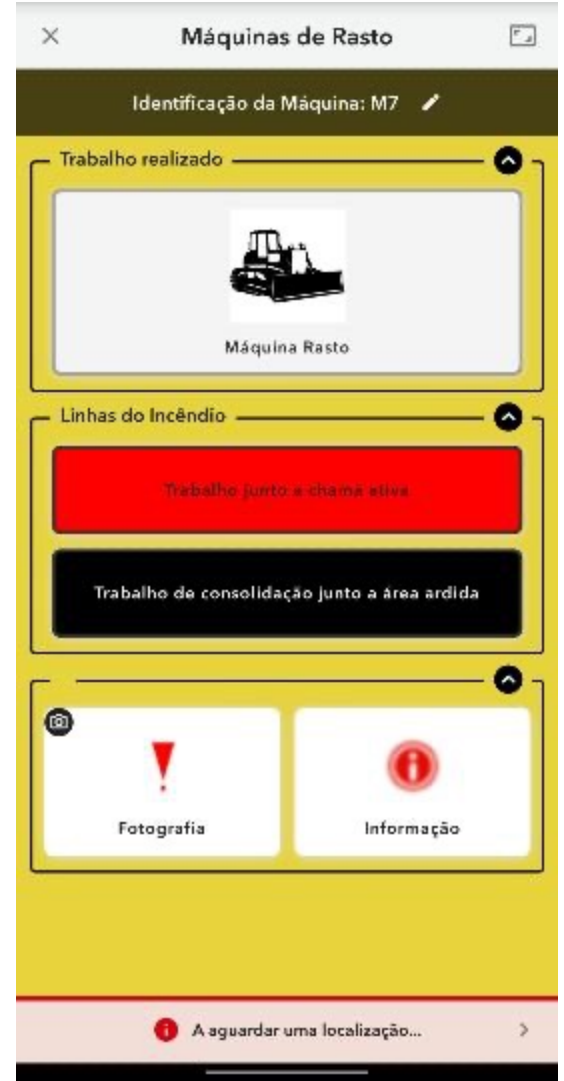 Máquinas de Rasto
Identificação da Máquina: M7
Trabalho realizado
Máquina Rasto
Linhas do Incêndio
Trabalho junto a chama ativa
Trabalho de consolidação junto a área ardida
Fotografia
Informação
A aguardar uma localização...